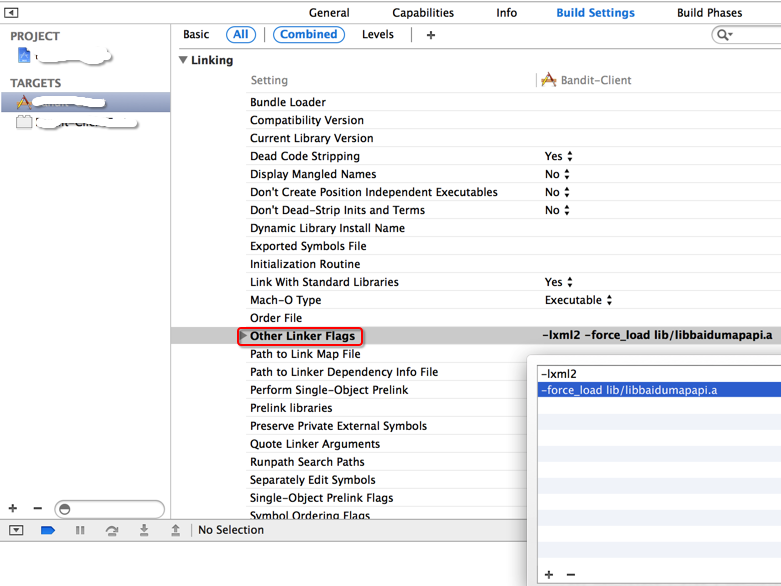 General Capabilities Info Build Settings Build Phases
PROJECT
TARGETS
Basic All Combined Levels +
Linking
Setting Bandit-Client
Bundle Loader
Compatibility Version
Current Library Version
Dead Code Stripping Yes
Display Mangled Names No
Don't Create Position Independent Executables No
Don't Dead-Strip Inits and Terms No
Dynamic Library Install Name
Exported Symbols File
Initialization Routine
Link With Standard Libraries Yes
Mach-O Type Executable
Order File
Other Linker Flags -lxml2 -force_load lib/libbaidumapapi.a
Path to Link Map File
Path to Linker Dependency Info File
Perform Single-Object Prelink
Prelink libraries
Preserve Private External Symbols
Quote Linker Arguments
Runpath Search Paths
Separately Edit Symbols
Single-Object Prelink Flags
Symbol Ordering Flags
-lxml2
-force_load lib/libbaidumapapi.a
+ −
+ −
No Selection